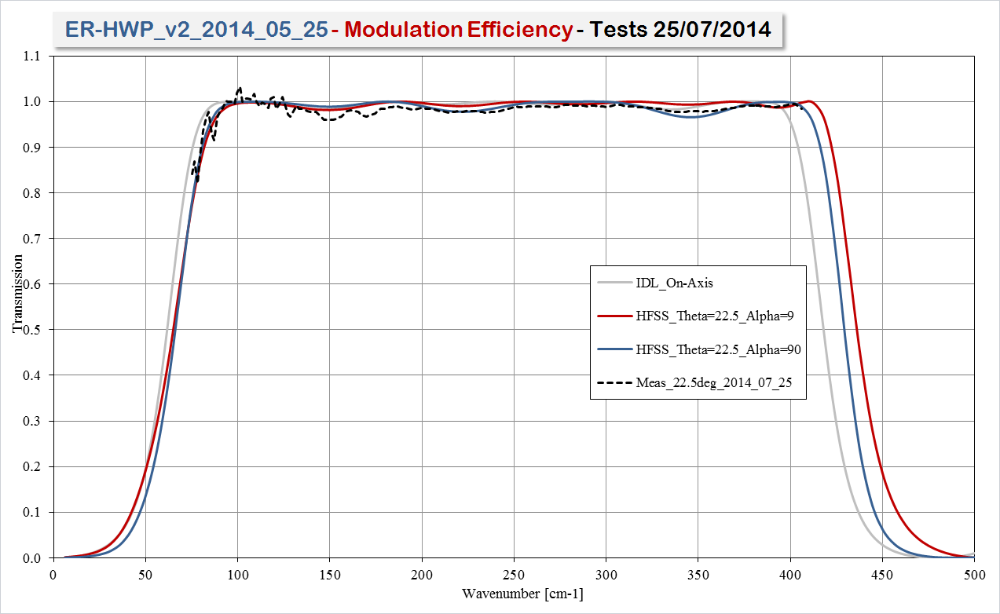 ER-HWP_v2_2014_05_25 - Modulation Efficiency - Tests 25/07/2014
1.1
1.0
0.9
0.8
0.7
0.6
0.5
0.4
0.3
0.2
0.1
0.0
Transmission
IDL_On-Axis
HFSS_Theta=22.5_Alpha=9
HFSS_Theta=22.5_Alpha=90
Meas_22.5deg_2014_07_25
0 50 100 150 200 250 300 350 400 450 500
Wavenumber [cm-1]